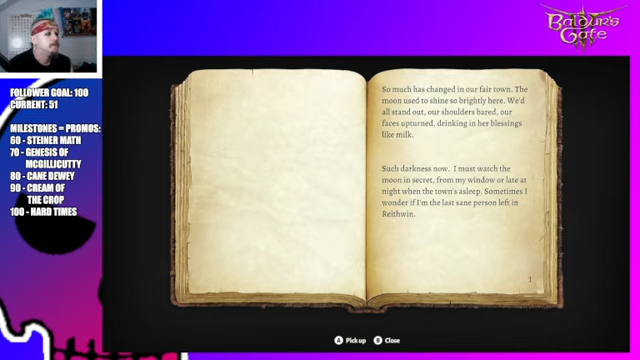 BALDUR'S
GATE
FOLLOWER GOAL: 100
CURRENT: 51
MILESTONES = PROMOS:
60 - STEINER MATH
70 - GENESIS OF
MCGILLICUTTY
80 - CANE DEWEY
90 - CREAM OF
THE CROP
100 - HARD TIMES
So much has changed in our fair town. The
moon used to shine so brightly here. We'd
all stand out, our shoulders bared, our
faces upturned, drinking in her blessings
like milk.
Such darkness now. I must watch the
moon in secret, from my window or late at
night when the town's asleep. Sometimes I
wonder if I'm the last sane person left in
Reithwin.
1
A Pick up B Close